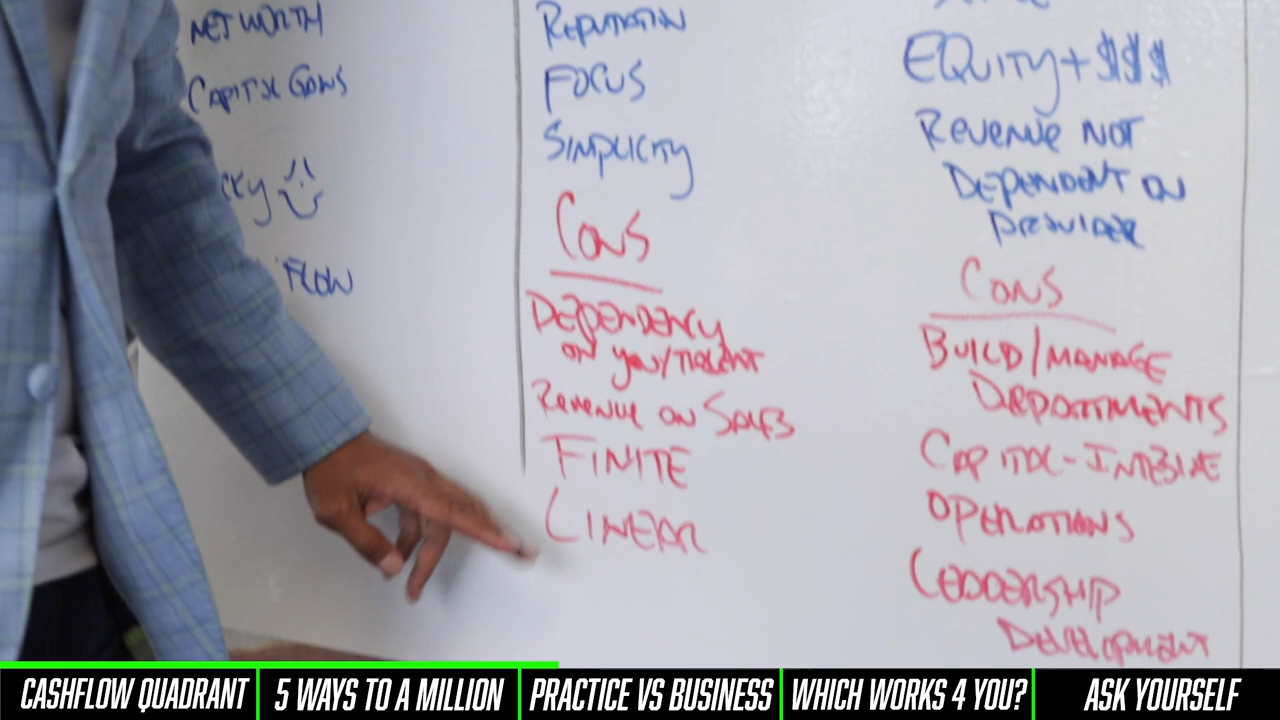 NET WORTH
CAPITAL GAINS
FLOW
REPUTATION
FOCUS
SIMPLICITY
CONS
DEPENDENCY
ON YOU/TALENT
REVENUE ON SALES
FINITE
LINEAR
EQUITY + $$$
REVENUE NOT
DEPENDENT ON
PROVIDER
CONS
BUILD/MANAGE
DEPARTMENTS
CAPITAL-INTENSIVE
OPERATIONS
LEADERSHIP
DEVELOPMENT
CASHFLOW QUADRANT
5 WAYS TO A MILLION
PRACTICE VS BUSINESS
WHICH WORKS 4 YOU?
ASK YOURSELF